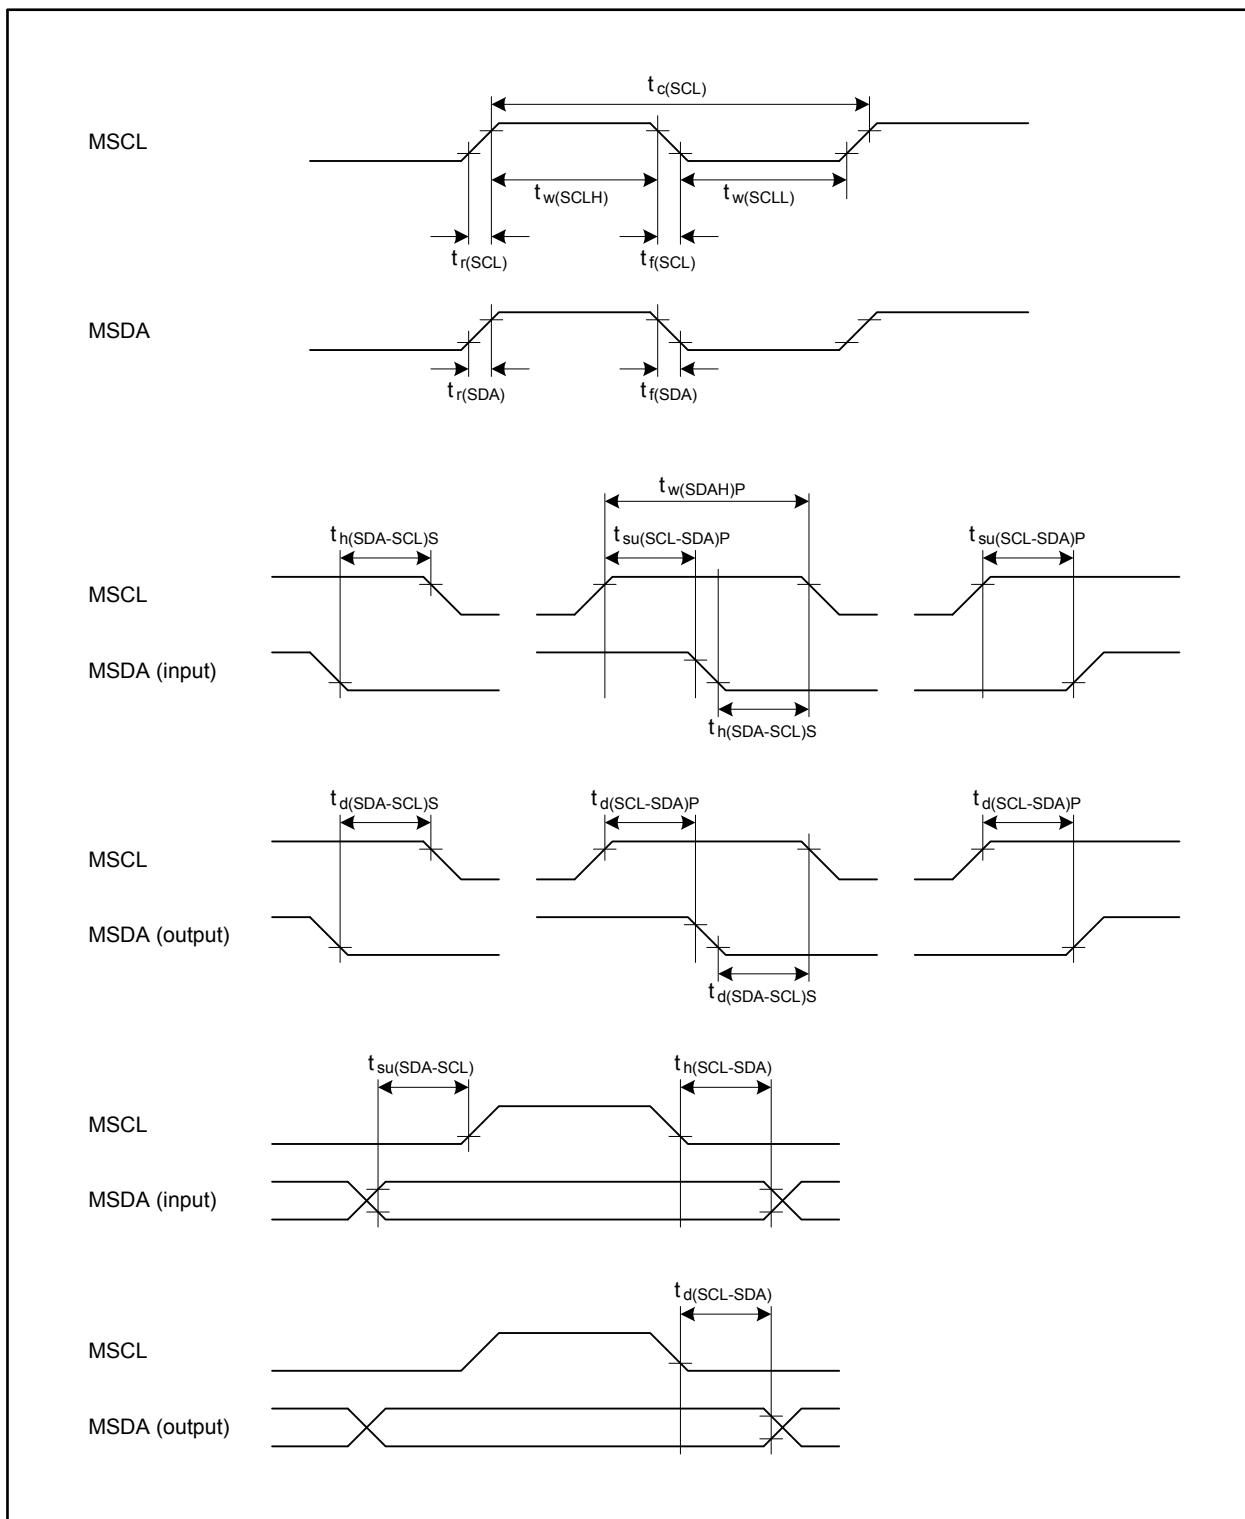 t c(SCL)
MSCL
t w(SCLH) t w(SCLL)
t r(SCL) t f(SCL)
MSDA
t r(SDA) t f(SDA)
t w(SDAH)P
t h(SDA-SCL)S t su(SCL-SDA)P t su(SCL-SDA)P
MSCL
MSDA (input)
t h(SDA-SCL)S
t d(SDA-SCL)S t d(SCL-SDA)P t d(SCL-SDA)P
MSCL
MSDA (output)
t d(SDA-SCL)S
t su(SDA-SCL) t h(SCL-SDA)
MSCL
MSDA (input)
t d(SCL-SDA)
MSCL
MSDA (output)